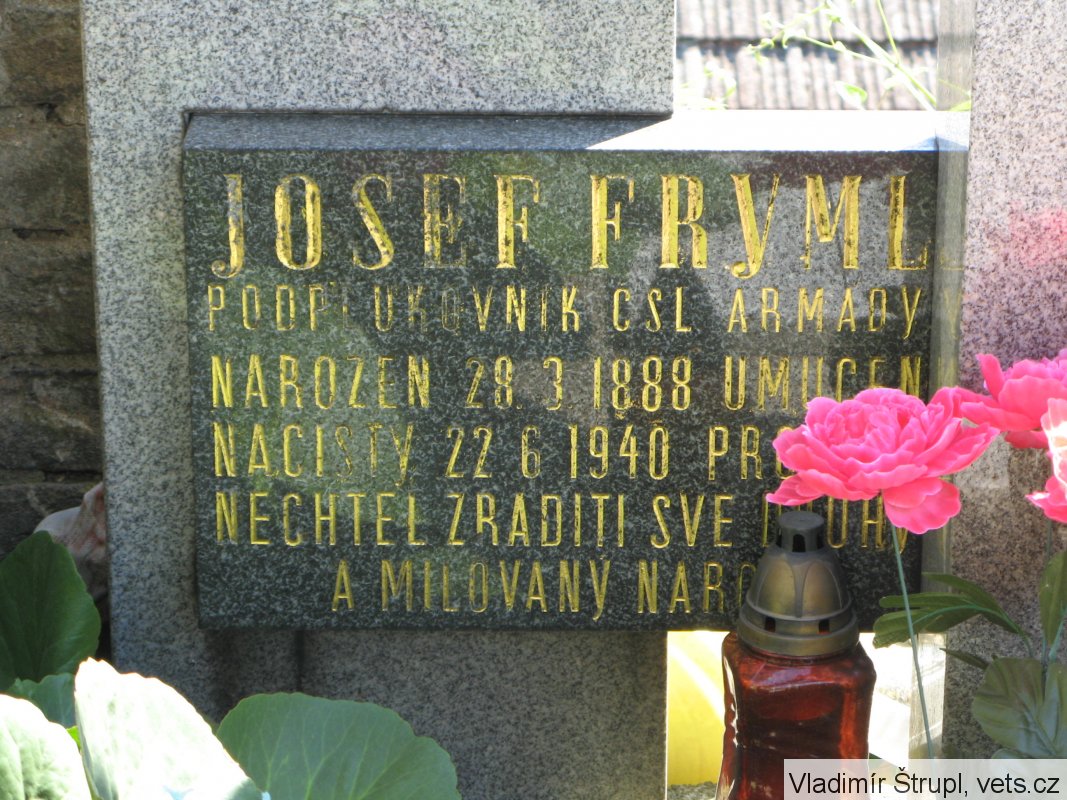 JOSEF FRYML
PODPLUKOVNÍK ČSL ARMÁDY
NAROZEN 28. 3. 1888 UMUČEN
NACISTY 22 6 1940
NECHTĚL ZRADITI SVÉ
A MILOVANÝ
Vladimír Štrupl, vets.cz